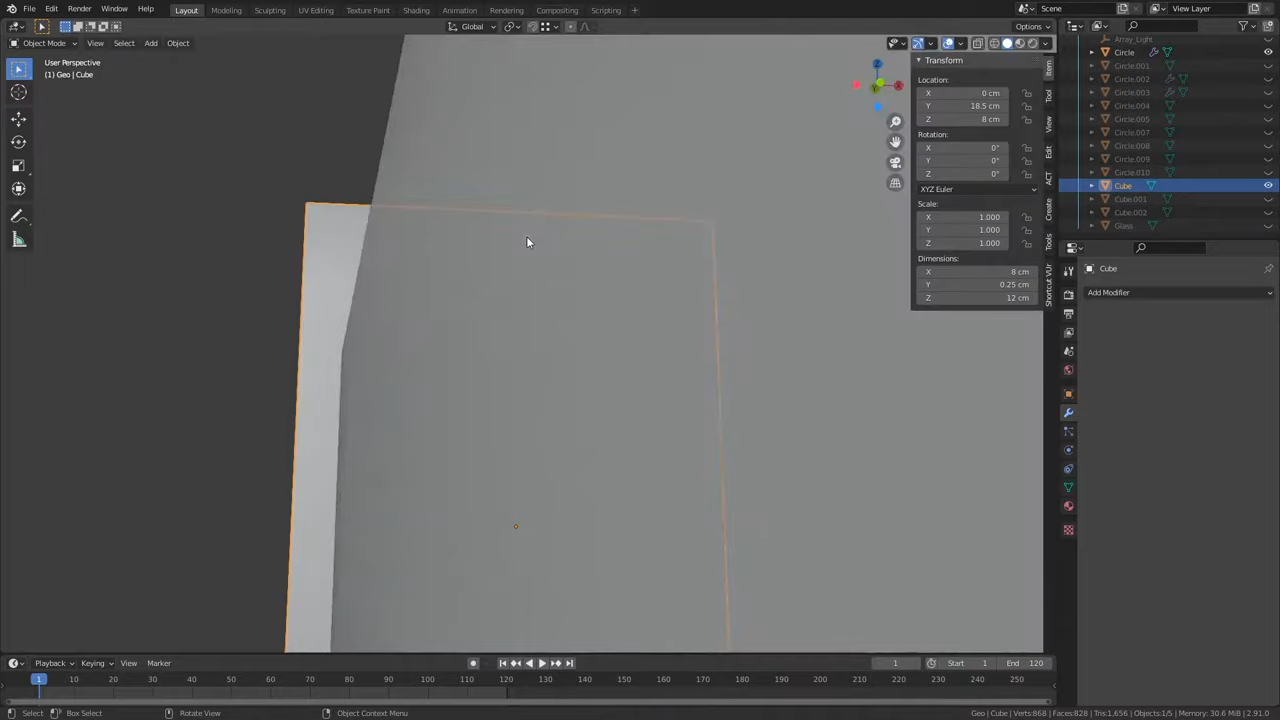 File Edit Render Window Help Layout Modeling Sculpting UV Editing Texture Paint Shading Animation Rendering Compositing Scripting + Scene View Layer
Global Options
Object Mode View Select Add Object
User Perspective
(1) Geo | Cube
Z
X
Y
Transform
Location:
X 0 cm
Y 18.5 cm
Z 8 cm
Rotation:
X 0°
Y 0°
Z 0°
XYZ Euler
Scale:
X 1.000
Y 1.000
Z 1.000
Dimensions:
X 8 cm
Y 0.25 cm
Z 12 cm
Item
Tool
View
Edit
ACT
Create
Tools
Shortcut VUr
Array_Light
Circle
Circle.001
Circle.002
Circle.003
Circle.004
Circle.005
Circle.007
Circle.008
Circle.009
Circle.010
Cube
Cube.001
Cube.002
Glass
Cube
Add Modifier
Playback Keying View Marker 1 Start 1 End 120
1 10 20 30 40 50 60 70 80 90 100 110 120 130 140 150 160 170 180 190 200 210 220 230 240 250
Select Box Select Rotate View Object Context Menu Geo | Cube | Verts:868 | Faces:828 | Tris:1,656 | Objects:1/5 | Memory: 30.6 MiB | 2.91.0